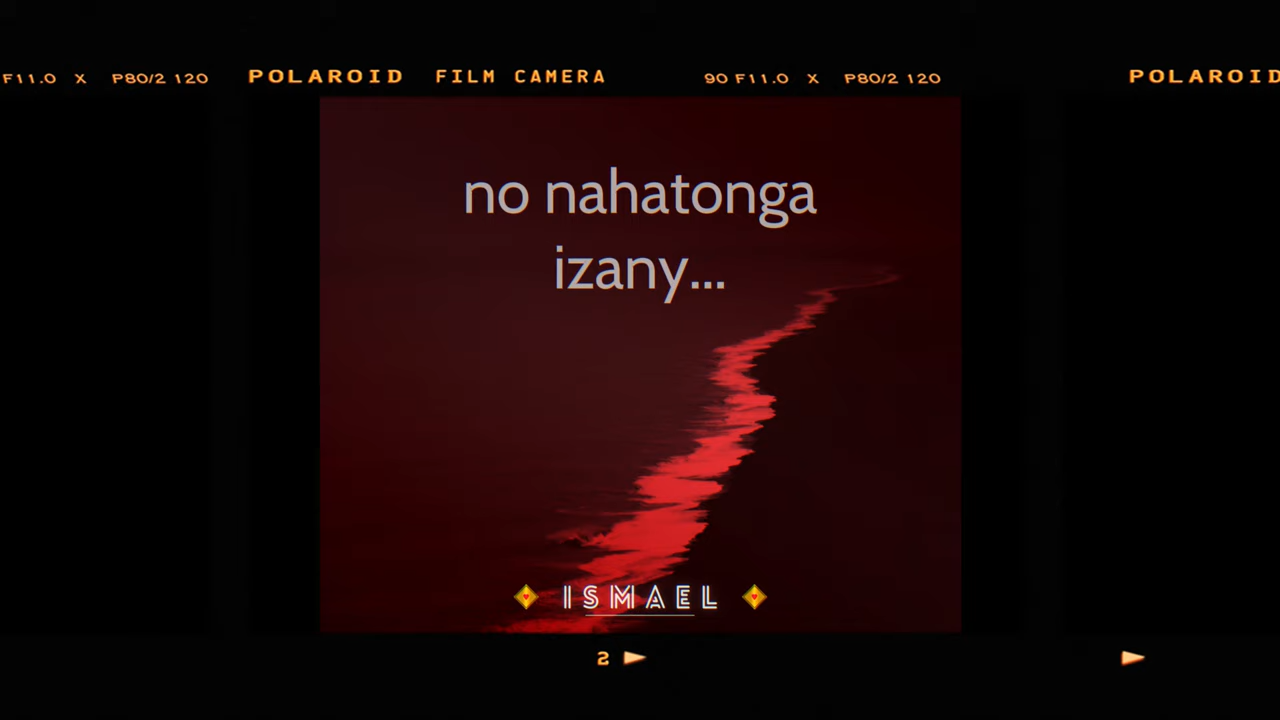 F11.0 X P80/2 120 POLAROID FILM CAMERA 90 F11.0 X P80/2 120 POLAROID
no nahatonga
izany...
ISMAEL
2